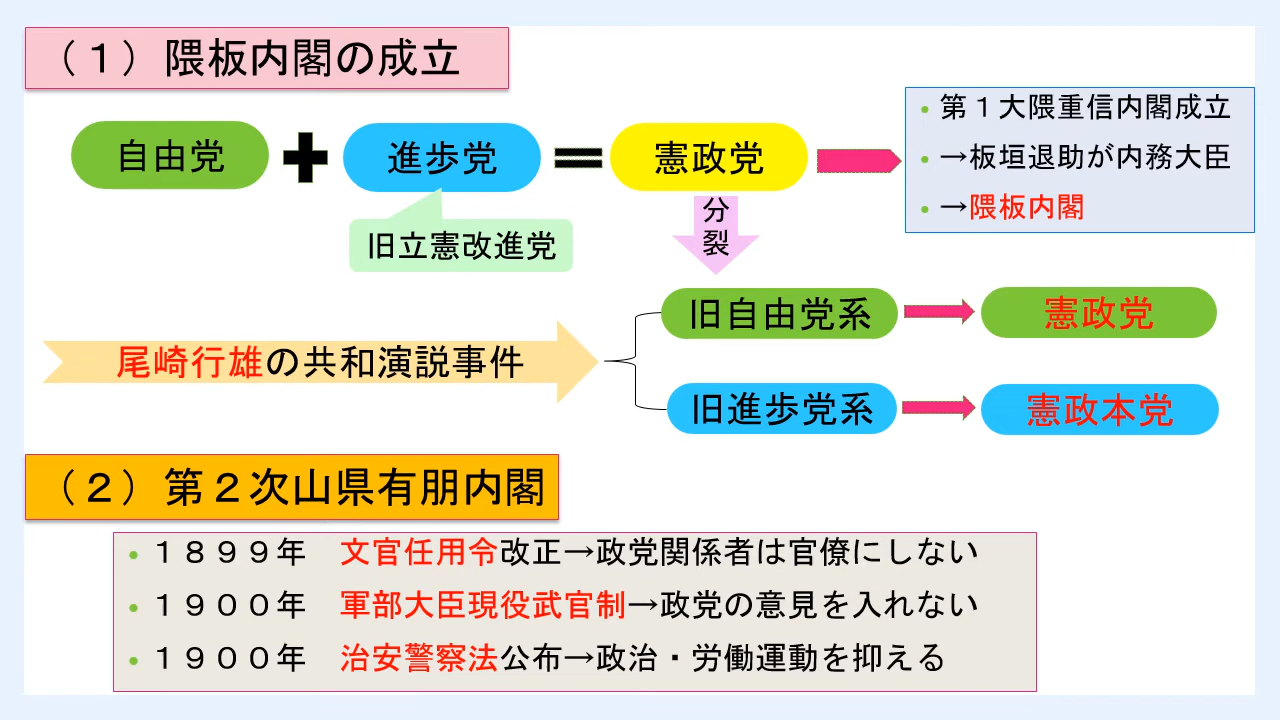 （１）隈板内閣の成立
自由党
進歩党
憲政党
・第１大隈重信内閣成立
・→板垣退助が内務大臣
・→隈板内閣
旧立憲改進党
分
裂
尾崎行雄の共和演説事件
旧自由党系
憲政党
旧進歩党系
憲政本党
（２）第２次山県有朋内閣
・１８９９年　文官任用令改正→政党関係者は官僚にしない
・１９００年　軍部大臣現役武官制→政党の意見を入れない
・１９００年　治安警察法公布→政治・労働運動を抑える